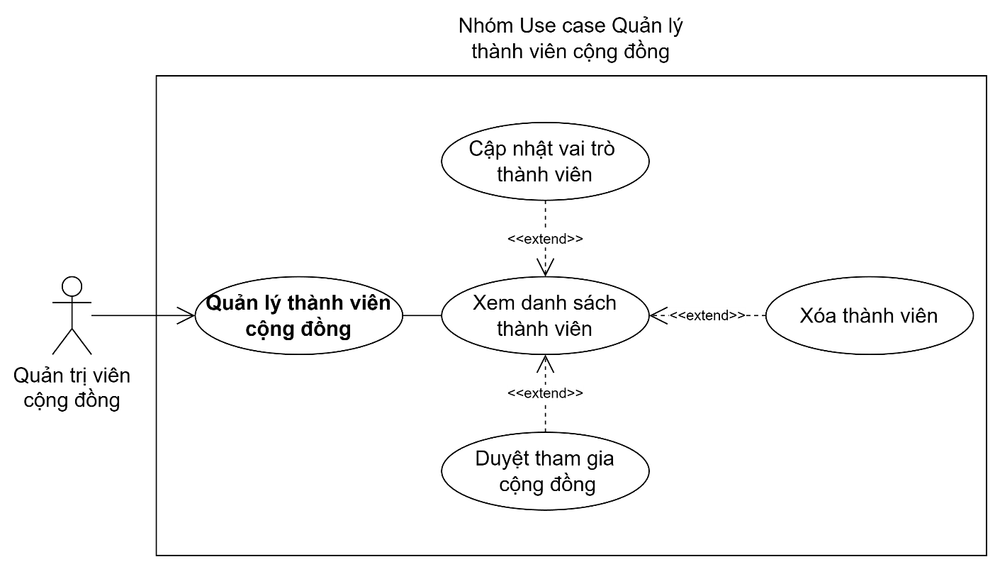 Nhóm Use case Quản lý
thành viên cộng đồng
Cập nhật vai trò
thành viên
<<extend>>
Quản lý thành viên
cộng đồng
Xem danh sách
thành viên
<<extend>>
Xóa thành viên
Quản trị viên
cộng đồng
<<extend>>
Duyệt tham gia
cộng đồng